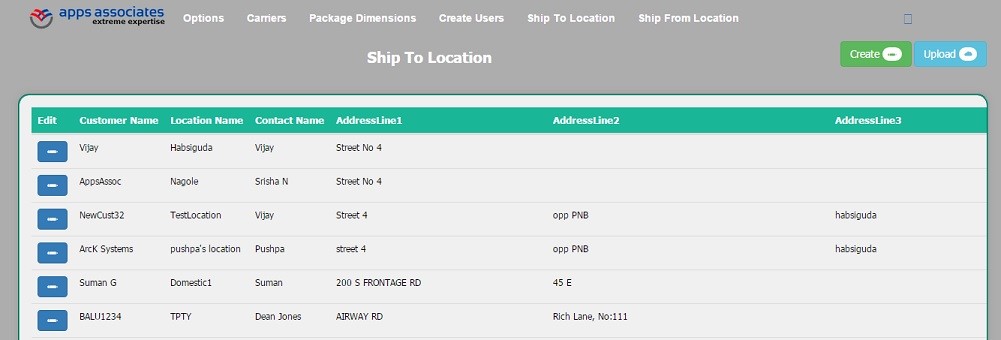 apps associates
extreme expertise
Options Carriers Package Dimensions Create Users Ship To Location Ship From Location
Ship To Location
Create Upload
Edit Customer Name Location Name Contact Name AddressLine1 AddressLine2 AddressLine3
Vijay Habsiguda Vijay Street No 4
AppsAssoc Nagole Srisha N Street No 4
NewCust32 TestLocation Vijay Street 4 opp PNB habsiguda
ArcK Systems pushpa's location Pushpa street 4 opp PNB habsiguda
Suman G Domestic1 Suman 200 S FRONTAGE RD 45 E
BALU1234 TPTY Dean Jones AIRWAY RD Rich Lane, No:111